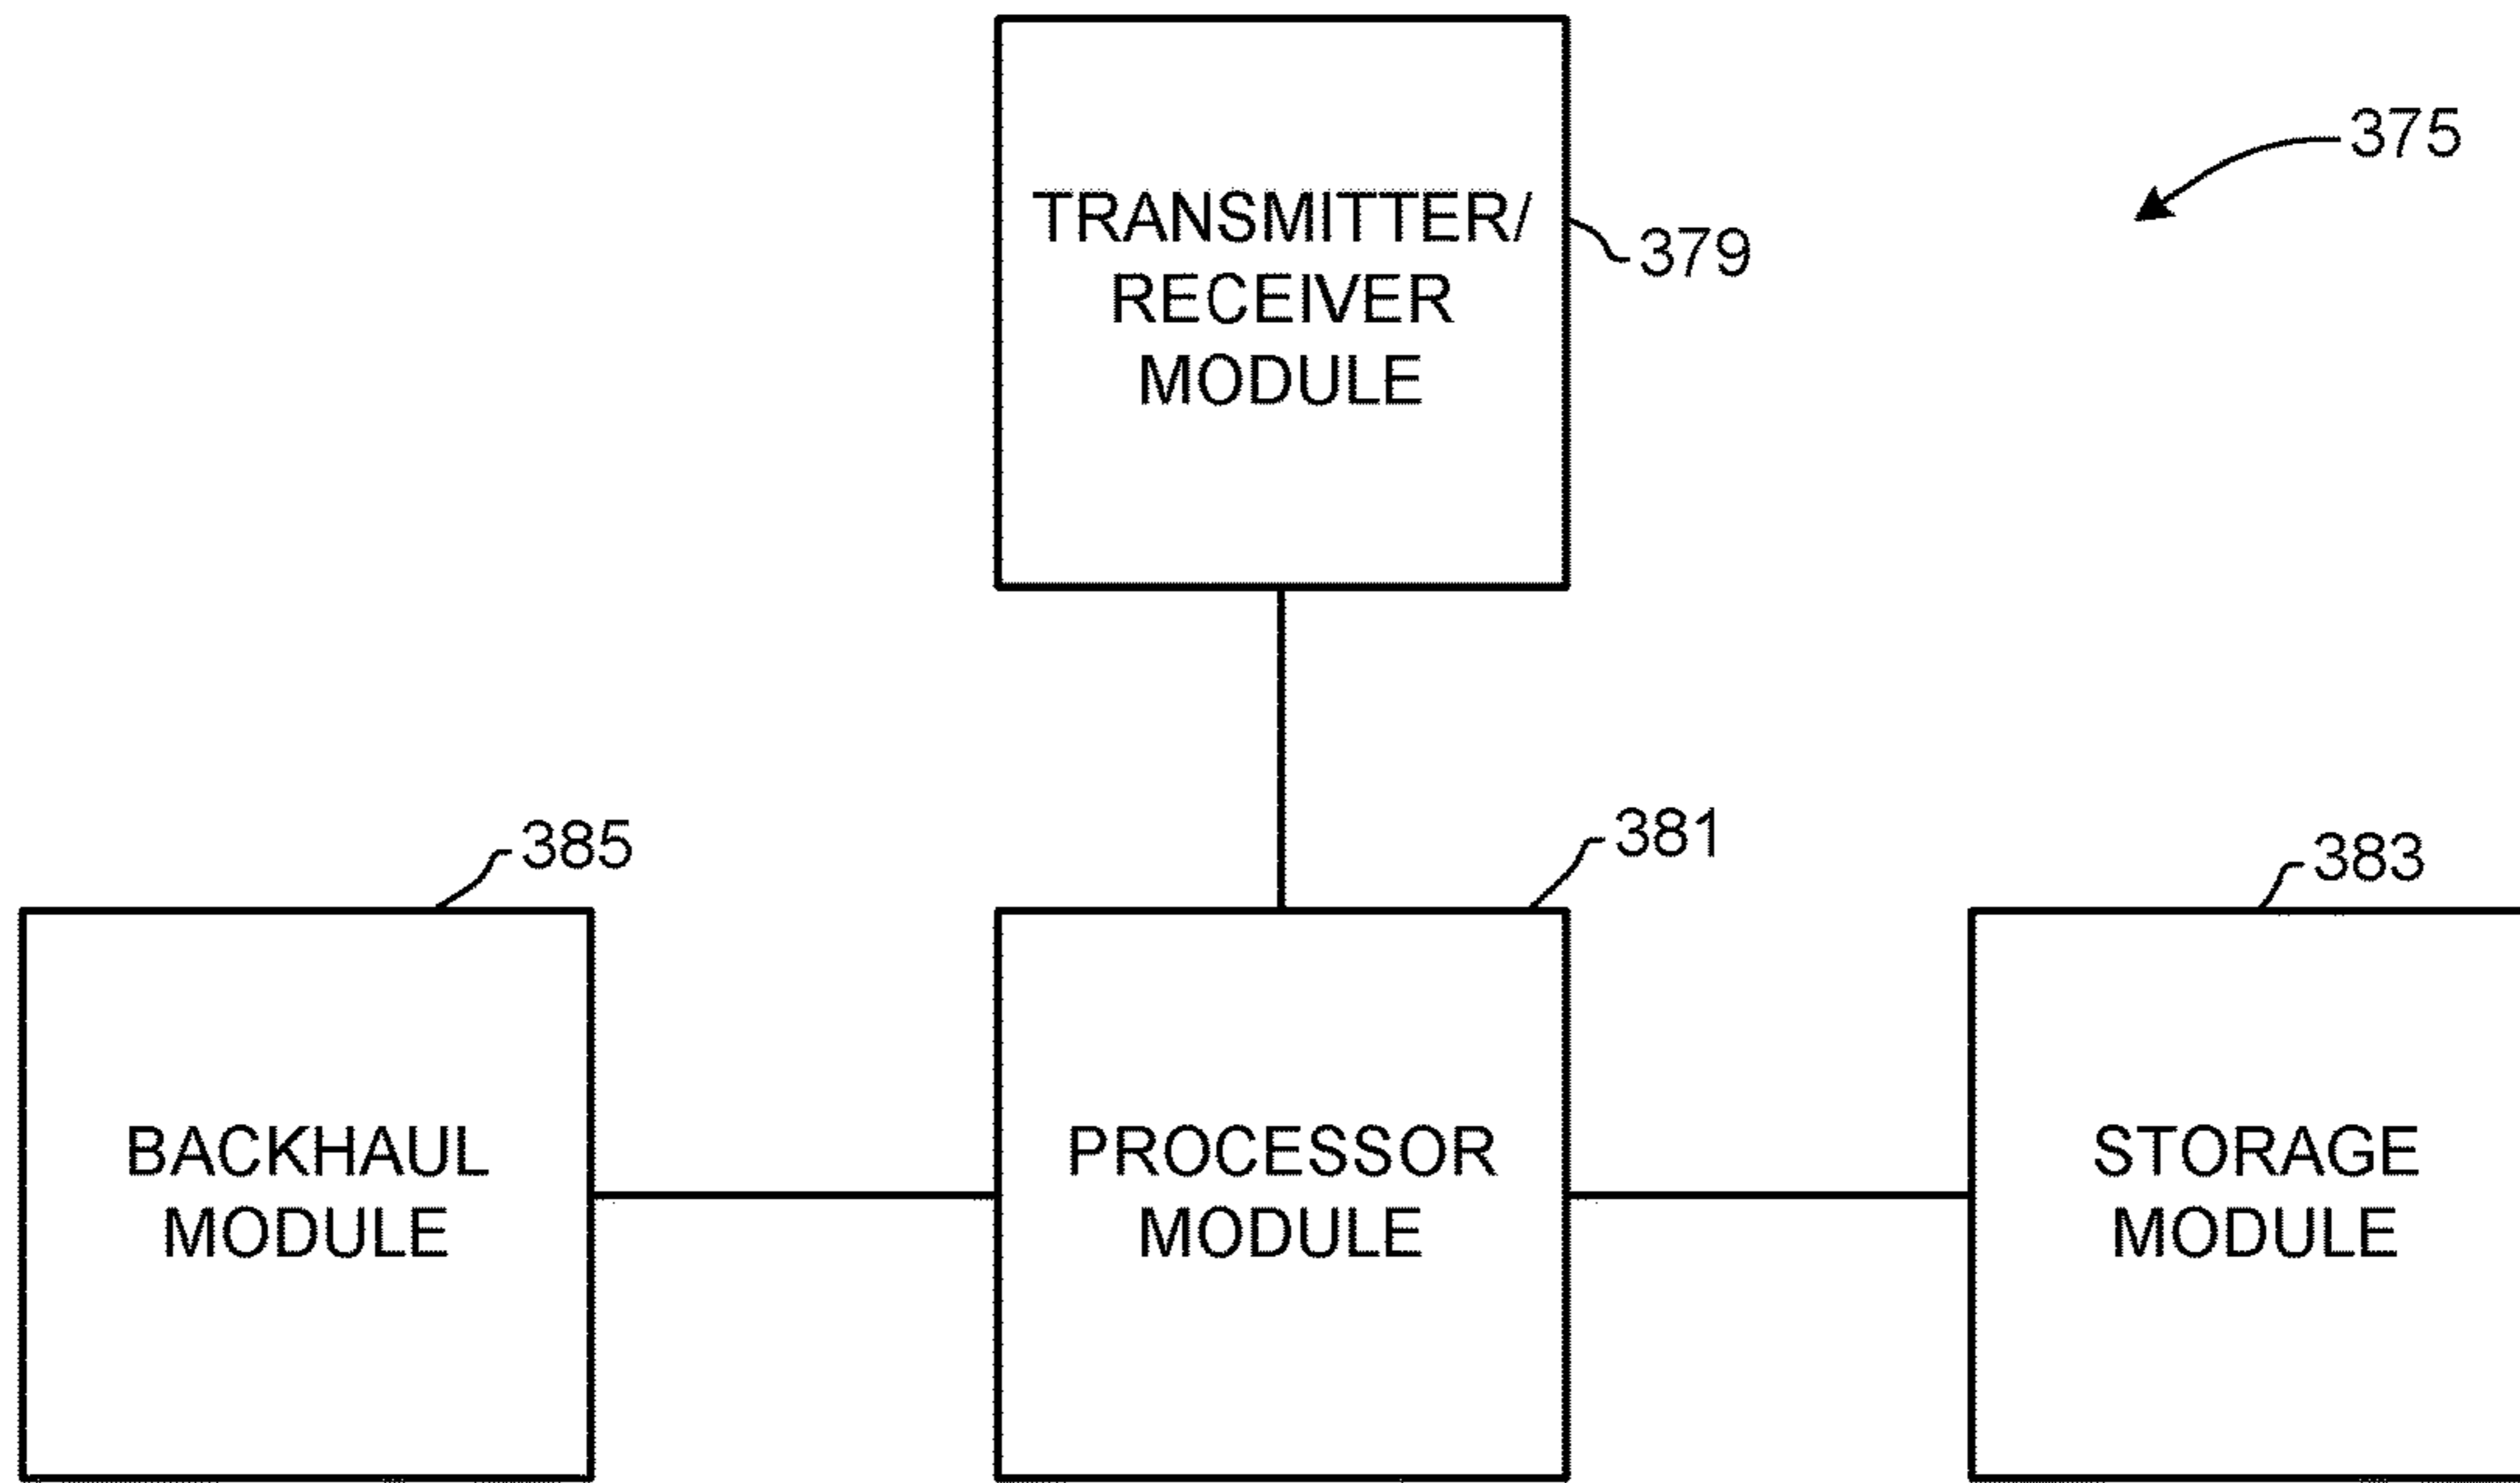 375
TRANSMITTER/
RECEIVER
MODULE
379
385
381
383
BACKHAUL
MODULE
PROCESSOR
MODULE
STORAGE
MODULE